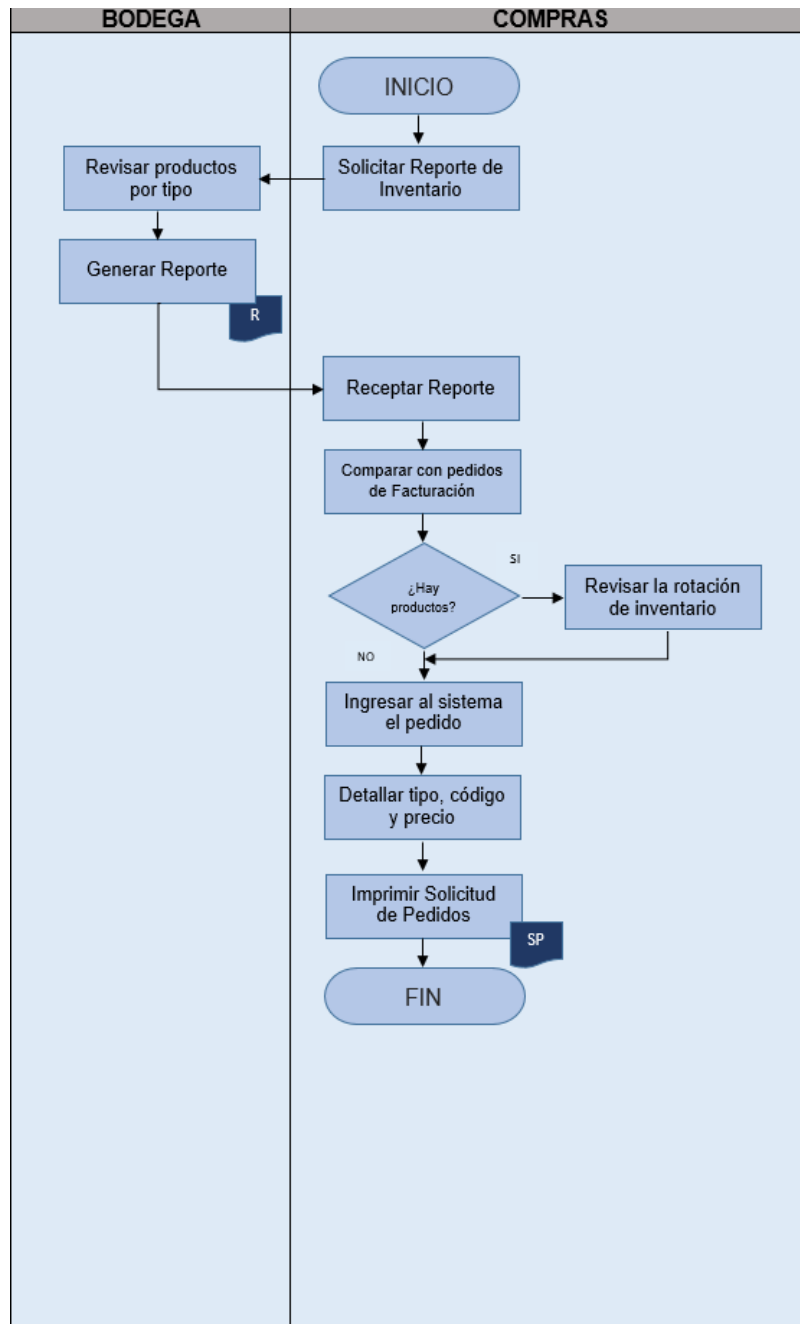 BODEGA
COMPRAS
INICIO
Revisar productos
por tipo
Solicitar Reporte de
Inventario
Generar Reporte
R
Receptar Reporte
Comparar con pedidos
de Facturación
¿Hay
productos?
SI
Revisar la rotación
de inventario
NO
Ingresar al sistema
el pedido
Detallar tipo, código
y precio
Imprimir Solicitud
de Pedidos
SP
FIN